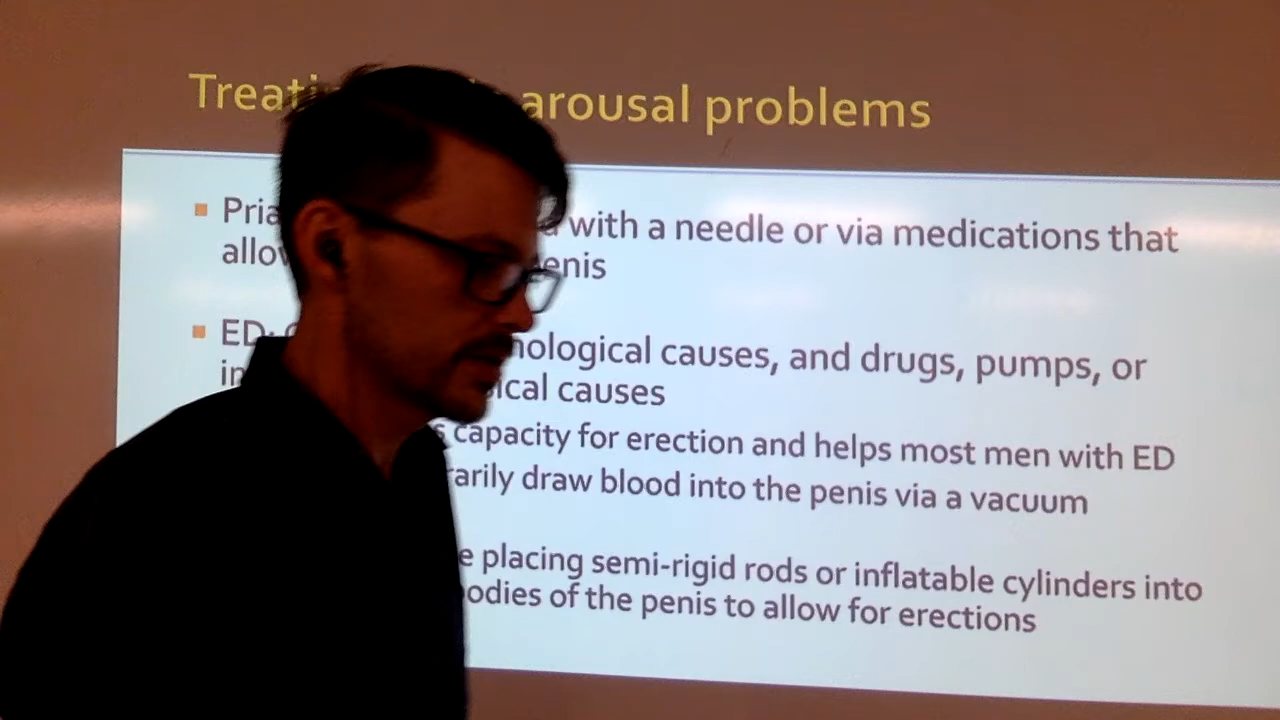 Treati arousal problems
Pria with a needle or via medications that
allow enis
ED: nological causes, and drugs, pumps, or
in ical causes
capacity for erection and helps most men with ED
rarily draw blood into the penis via a vacuum
e placing semi-rigid rods or inflatable cylinders into
odies of the penis to allow for erections